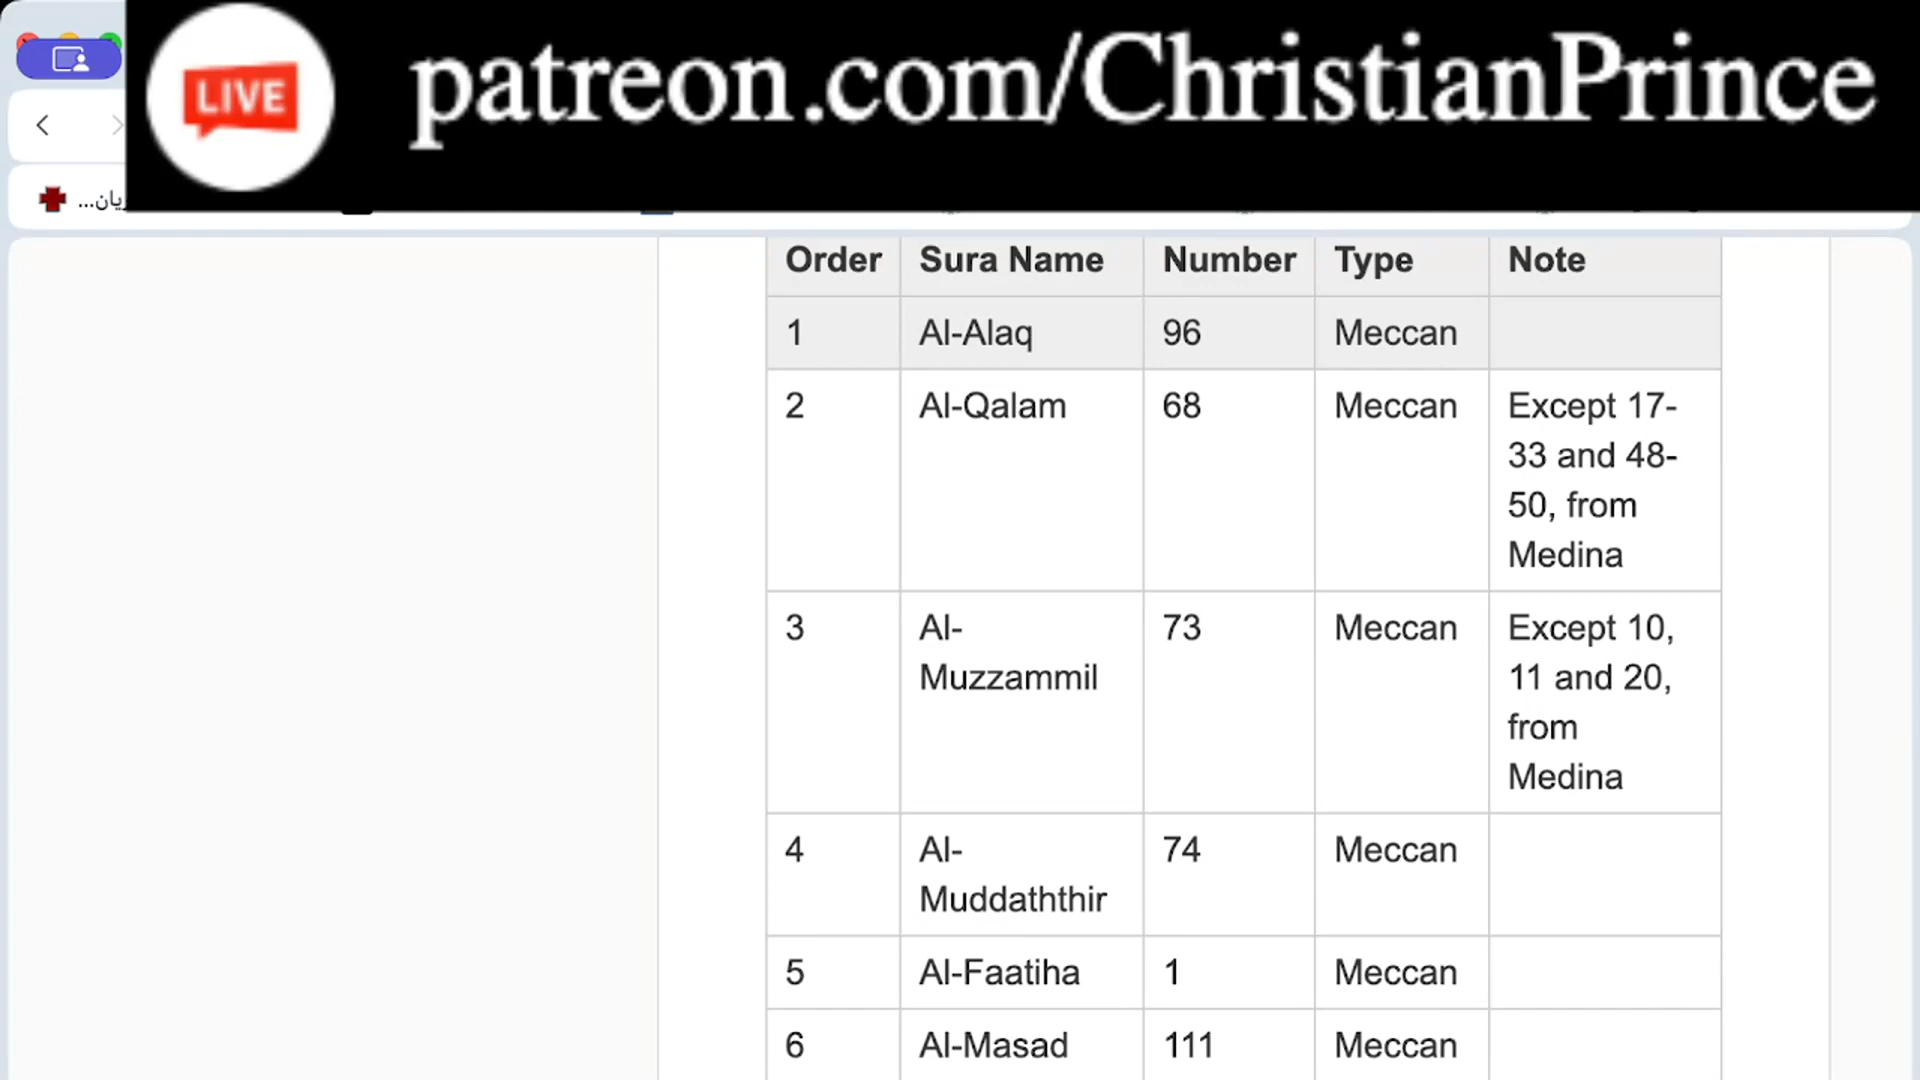 LIVE
patreon.com/ChristianPrince
Order Sura Name Number Type Note
1 Al-Alaq 96 Meccan
2 Al-Qalam 68 Meccan Except 17-
33 and 48-
50, from
Medina
3 Al- 73 Meccan Except 10,
Muzzammil 11 and 20,
from
Medina
4 Al- 74 Meccan
Muddaththir
5 Al-Faatiha 1 Meccan
6 Al-Masad 111 Meccan